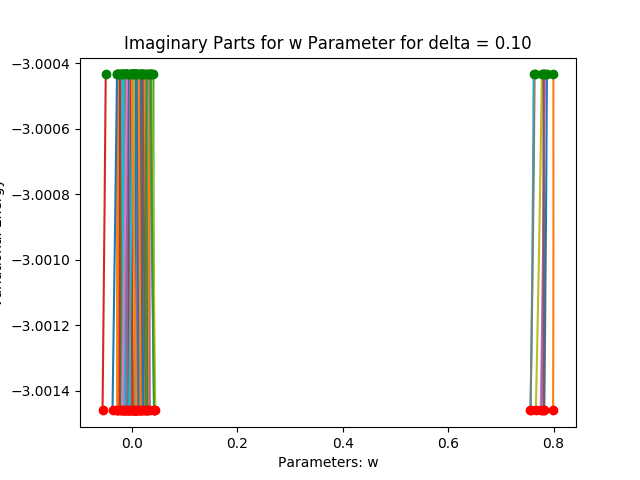 Imaginary Parts for w Parameter for delta = 0.10
−3.0004
−3.0006
−3.0008
−3.0010
−3.0012
−3.0014
0.0 0.2 0.4 0.6 0.8
Parameters: w